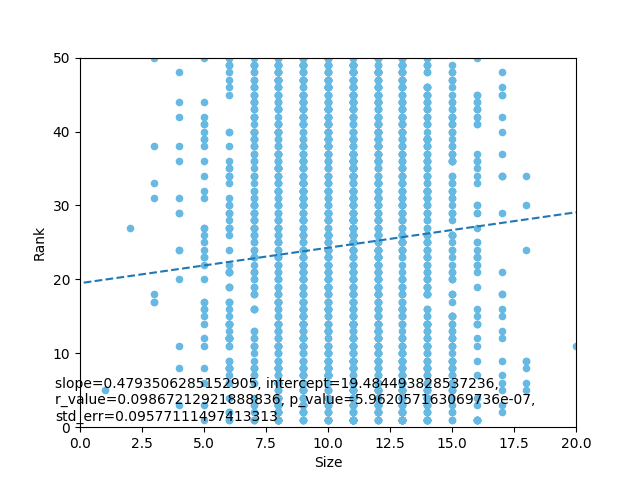 50
40
30
20
10
0
Rank
slope=0.4793506285152905, intercept=19.484493828537236,
r_value=0.09867212921888836, p_value=5.962057163069736e-07,
std_err=0.09577111497413313
0.0 2.5 5.0 7.5 10.0 12.5 15.0 17.5 20.0
Size